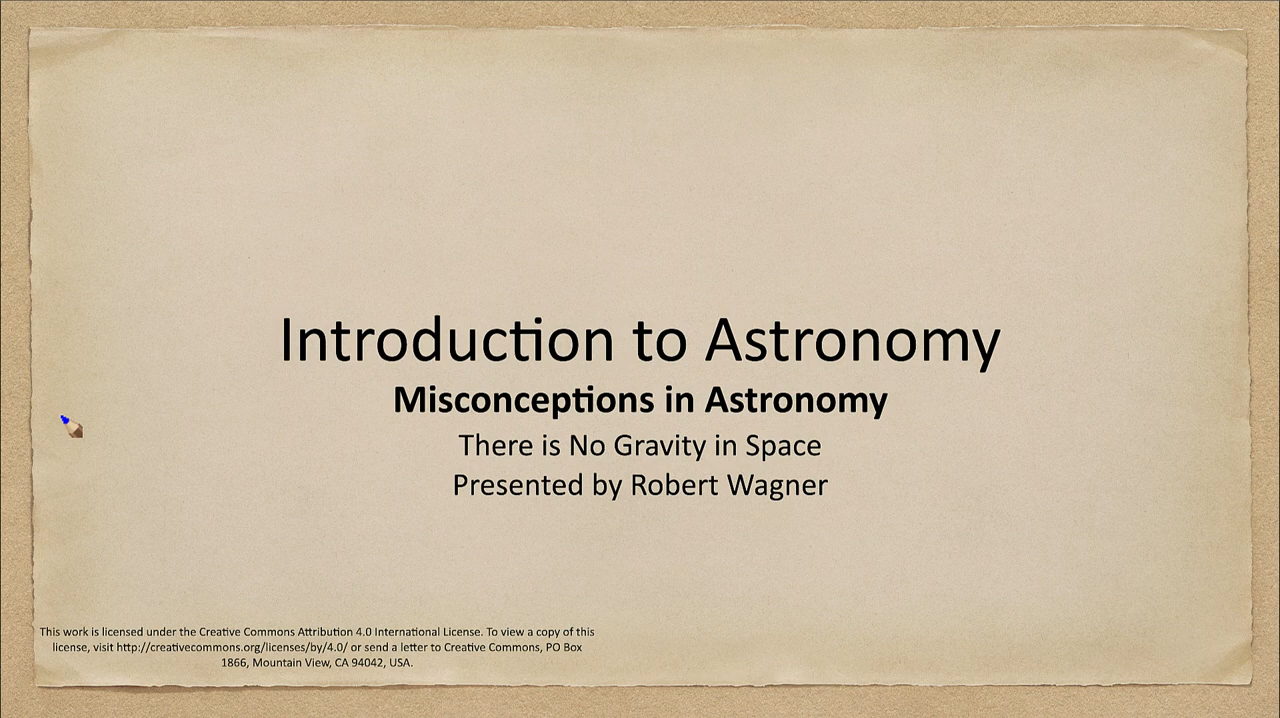 Introduction to Astronomy
Misconceptions in Astronomy
There is No Gravity in Space
Presented by Robert Wagner
This work is licensed under the Creative Commons Attribution 4.0 International License. To view a copy of this
license, visit http://creativecommons.org/licenses/by/4.0/ or send a letter to Creative Commons, PO Box
1866, Mountain View, CA 94042, USA.